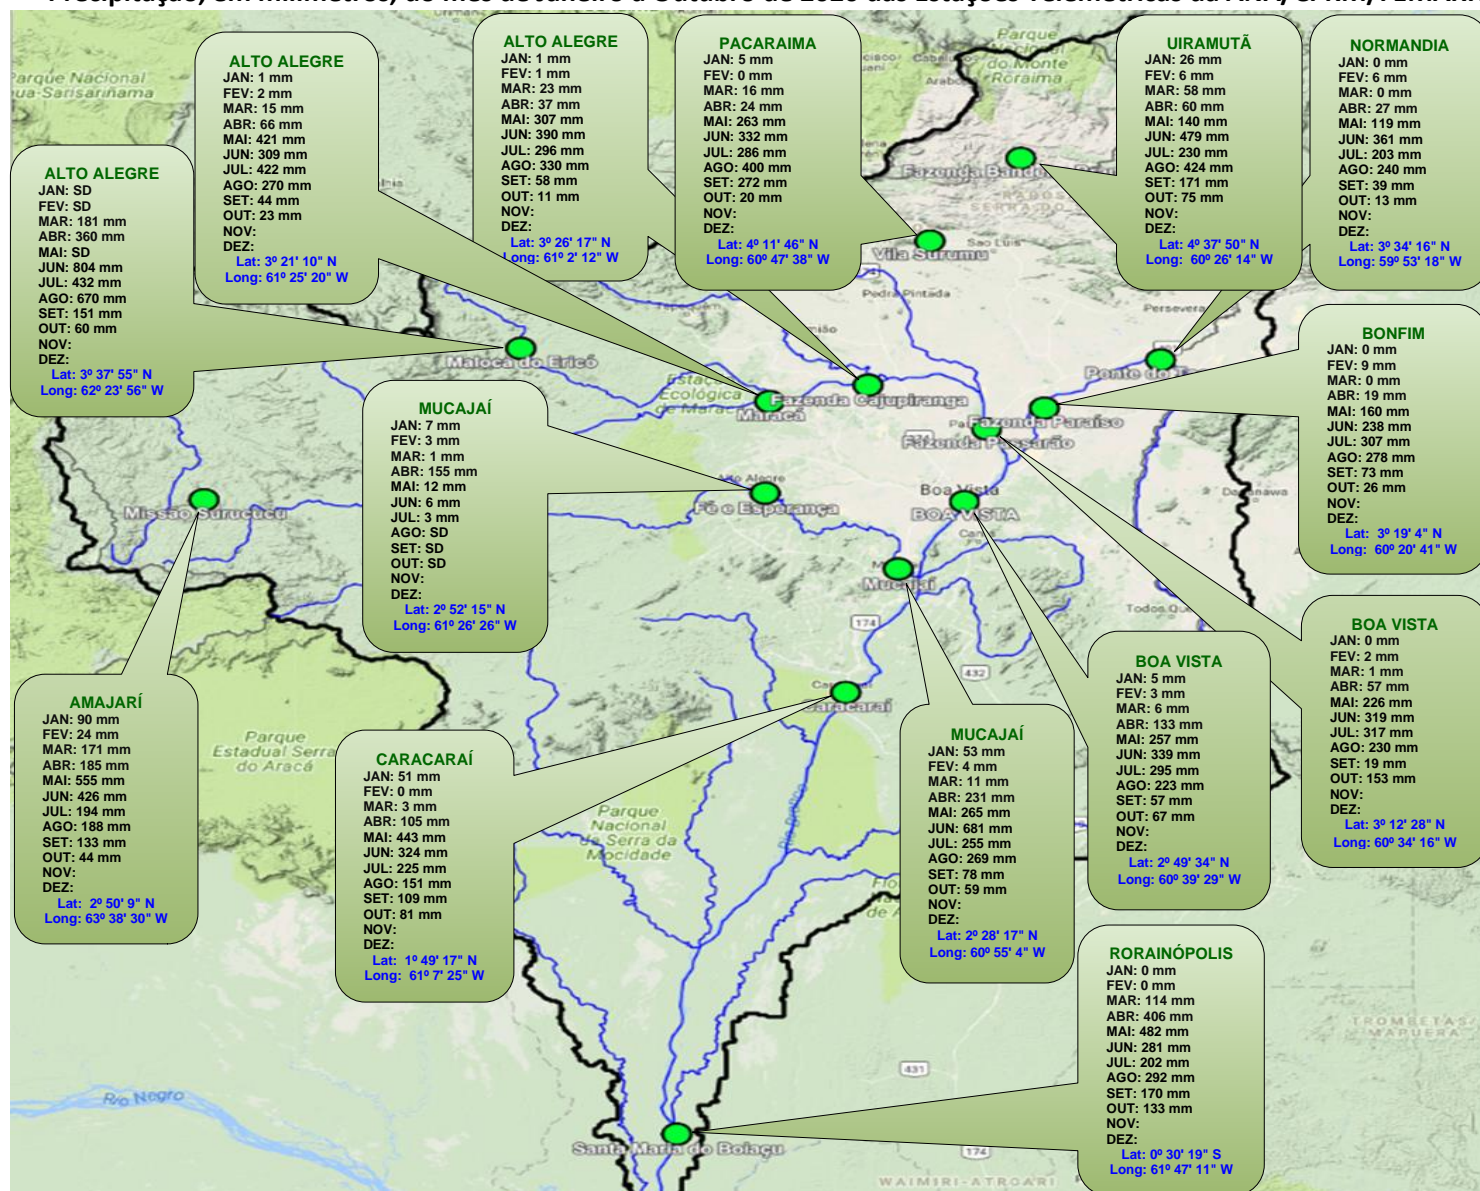 ALTO ALEGRE
JAN: 1 mm
FEV: 2 mm
MAR: 15 mm
ABR: 66 mm
MAI: 421 mm
JUN: 309 mm
JUL: 422 mm
AGO: 270 mm
SET: 44 mm
OUT: 23 mm
NOV:
DEZ:
Lat: 3º 21' 10" N
Long: 61º 25' 20" W
ALTO ALEGRE
JAN: 1 mm
FEV: 1 mm
MAR: 23 mm
ABR: 37 mm
MAI: 307 mm
JUN: 390 mm
JUL: 296 mm
AGO: 330 mm
SET: 58 mm
OUT: 11 mm
NOV:
DEZ:
Lat: 3º 26' 17" N
Long: 61º 2' 12" W
PACARAIMA
JAN: 5 mm
FEV: 0 mm
MAR: 16 mm
ABR: 24 mm
MAI: 263 mm
JUN: 332 mm
JUL: 286 mm
AGO: 400 mm
SET: 272 mm
OUT: 20 mm
NOV:
DEZ:
Lat: 4º 11' 46" N
Long: 60º 47' 38" W
UIRAMUTÃ
JAN: 26 mm
FEV: 6 mm
MAR: 58 mm
ABR: 60 mm
MAI: 140 mm
JUN: 479 mm
JUL: 230 mm
AGO: 424 mm
SET: 171 mm
OUT: 75 mm
NOV:
DEZ:
Lat: 4º 37' 50" N
Long: 60º 26' 14" W
NORMANDIA
JAN: 0 mm
FEV: 6 mm
MAR: 0 mm
ABR: 27 mm
MAI: 119 mm
JUN: 361 mm
JUL: 203 mm
AGO: 240 mm
SET: 39 mm
OUT: 13 mm
NOV:
DEZ:
Lat: 3º 34' 16" N
Long: 59º 53' 18" W
ALTO ALEGRE
JAN: SD
FEV: SD
MAR: 181 mm
ABR: 360 mm
MAI: SD
JUN: 804 mm
JUL: 432 mm
AGO: 670 mm
SET: 151 mm
OUT: 60 mm
NOV:
DEZ:
Lat: 3º 37' 55" N
Long: 62º 23' 56" W
BONFIM
JAN: 0 mm
FEV: 9 mm
MAR: 0 mm
ABR: 19 mm
MAI: 160 mm
JUN: 238 mm
JUL: 307 mm
AGO: 278 mm
SET: 73 mm
OUT: 26 mm
NOV:
DEZ:
Lat: 3º 19' 4" N
Long: 60º 20' 41" W
MUCAJAÍ
JAN: 7 mm
FEV: 3 mm
MAR: 1 mm
ABR: 155 mm
MAI: 12 mm
JUN: 6 mm
JUL: 3 mm
AGO: SD
SET: SD
OUT: SD
NOV:
DEZ:
Lat: 2º 52' 15" N
Long: 61º 26' 26" W
BOA VISTA
JAN: 0 mm
FEV: 2 mm
MAR: 1 mm
ABR: 57 mm
MAI: 226 mm
JUN: 319 mm
JUL: 317 mm
AGO: 230 mm
SET: 19 mm
OUT: 153 mm
NOV:
DEZ:
Lat: 3º 12' 28" N
Long: 60º 34' 16" W
BOA VISTA
JAN: 5 mm
FEV: 3 mm
MAR: 6 mm
ABR: 133 mm
MAI: 257 mm
JUN: 339 mm
JUL: 295 mm
AGO: 223 mm
SET: 57 mm
OUT: 67 mm
NOV:
DEZ:
Lat: 2º 49' 34" N
Long: 60º 39' 29" W
AMAJARÍ
JAN: 90 mm
FEV: 24 mm
MAR: 171 mm
ABR: 185 mm
MAI: 555 mm
JUN: 426 mm
JUL: 194 mm
AGO: 188 mm
SET: 133 mm
OUT: 44 mm
NOV:
DEZ:
Lat: 2º 50' 9" N
Long: 63º 38' 30" W
CARACARAÍ
JAN: 51 mm
FEV: 0 mm
MAR: 3 mm
ABR: 105 mm
MAI: 443 mm
JUN: 324 mm
JUL: 225 mm
AGO: 151 mm
SET: 109 mm
OUT: 81 mm
NOV:
DEZ:
Lat: 1º 49' 17" N
Long: 61º 7' 25" W
MUCAJAÍ
JAN: 53 mm
FEV: 4 mm
MAR: 11 mm
ABR: 231 mm
MAI: 265 mm
JUN: 681 mm
JUL: 255 mm
AGO: 269 mm
SET: 78 mm
OUT: 59 mm
NOV:
DEZ:
Lat: 2º 28' 17" N
Long: 60º 55' 4" W
RORAINÓPOLIS
JAN: 0 mm
FEV: 0 mm
MAR: 114 mm
ABR: 406 mm
MAI: 482 mm
JUN: 281 mm
JUL: 202 mm
AGO: 292 mm
SET: 170 mm
OUT: 133 mm
NOV:
DEZ:
Lat: 0º 30' 19" S
Long: 61º 47' 11" W
Parque Nacional
do Monte
Roraima
Vila Surumu
Sao Luis
Pedra Pintada
Maloca do Ericó
Maracá
Fazenda Cajupiranga
Fazenda Paraíso
Fazenda Passarão
Missão Surucucu
Fé e Esperança
Boa Vista
BOA VISTA
Mucajaí
Caracaraí
174
432
Parque
Estadual Serra
do Aracá
Parque
Nacional
da Serra da
Mocidade
Rio Branco
Rio Negro
431
174
Santa Maria do Boiaçu
TROMBETAS/
MAPUERA
WAIMIRI-ATROARI